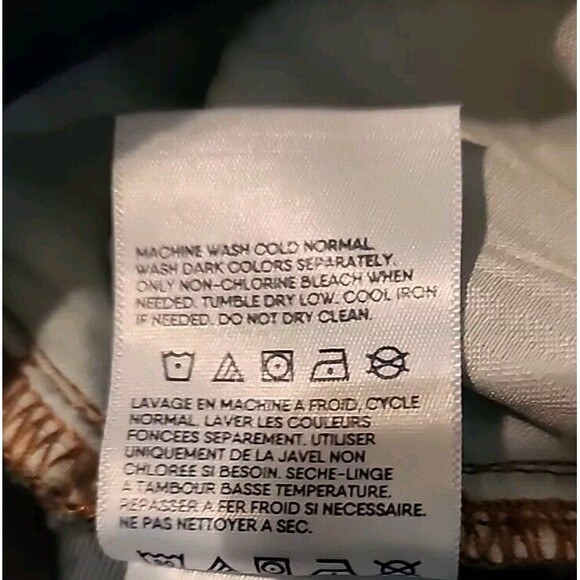 MACHINE WASH COLD NORMAL.
WASH DARK COLORS SEPARATELY.
ONLY NON-CHLORINE BLEACH WHEN
NEEDED. TUMBLE DRY LOW. COOL IRON
IF NEEDED. DO NOT DRY CLEAN.
LAVAGE EN MACHINE A FROID, CYCLE
NORMAL. LAVER LES COULEURS
FONCEES SEPAREMENT. UTILISER
UNIQUEMENT DE LA JAVEL NON
CHLOREE SI BESOIN. SECHE-LINGE
A TAMBOUR BASSE TEMPERATURE.
REPASSER A FER FROID SI NECESSAIRE.
NE PAS NETTOYER A SEC.
30